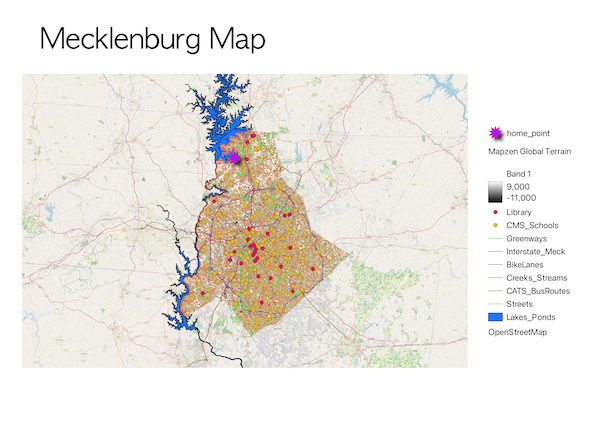 Mecklenburg Map
home_point
Mapzen Global Terrain
Band 1
9,000
-11,000
Library
CMS_Schools
Greenways
Interstate_Meck
BikeLanes
Creeks_Streams
CATS_BusRoutes
Streets
Lakes_Ponds
OpenStreetMap